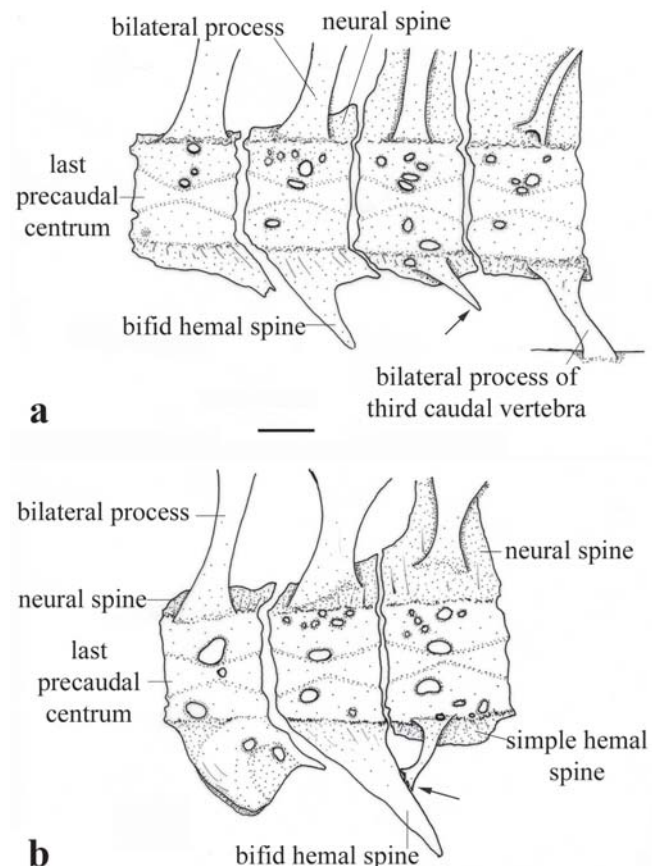 bilateral process
neural spine
last
precaudal
centrum
bifid hemal spine
bilateral process of
third caudal vertebra
a
bilateral process
neural spine
neural spine
last
precaudal
centrum
simple hemal
spine
bifid hemal spine
b